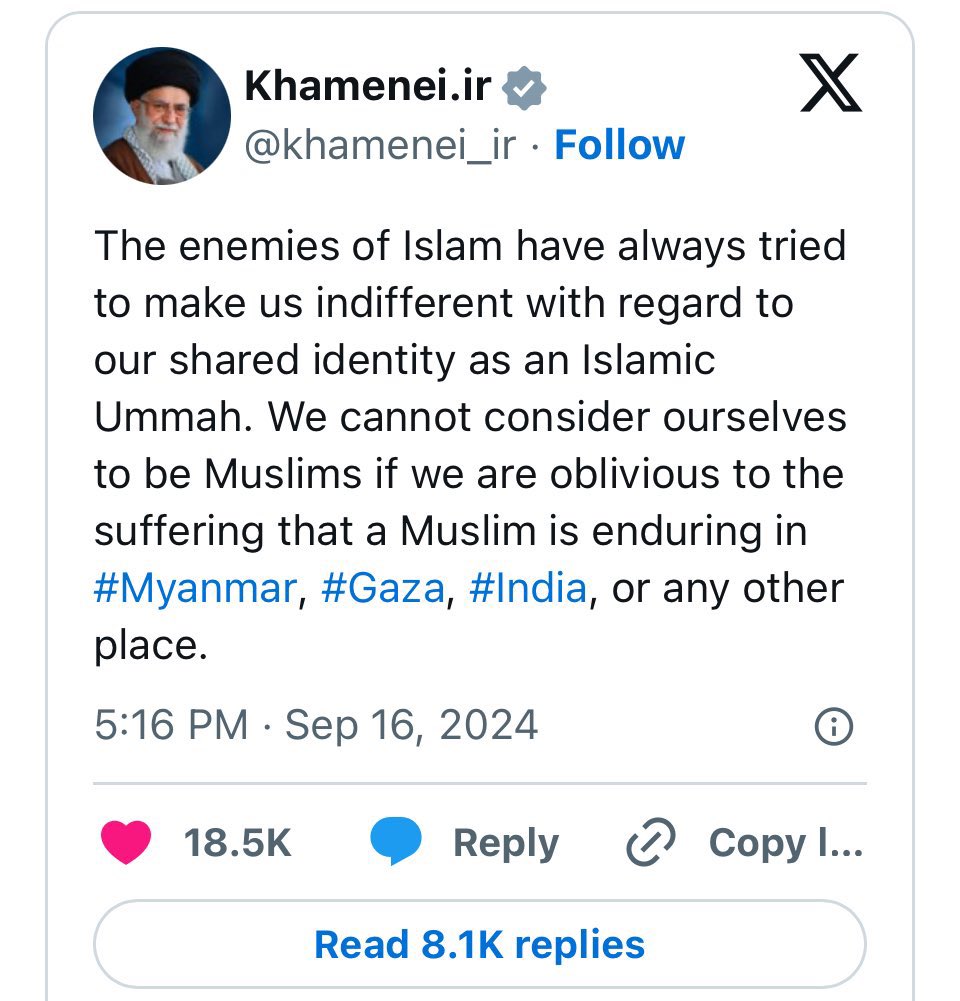 Khamenei.ir
@khamenei_ir · Follow
The enemies of Islam have always tried
to make us indifferent with regard to
our shared identity as an Islamic
Ummah. We cannot consider ourselves
to be Muslims if we are oblivious to the
suffering that a Muslim is enduring in
#Myanmar, #Gaza, #India, or any other
place.
5:16 PM · Sep 16, 2024
18.5K Reply Copy l...
Read 8.1K replies